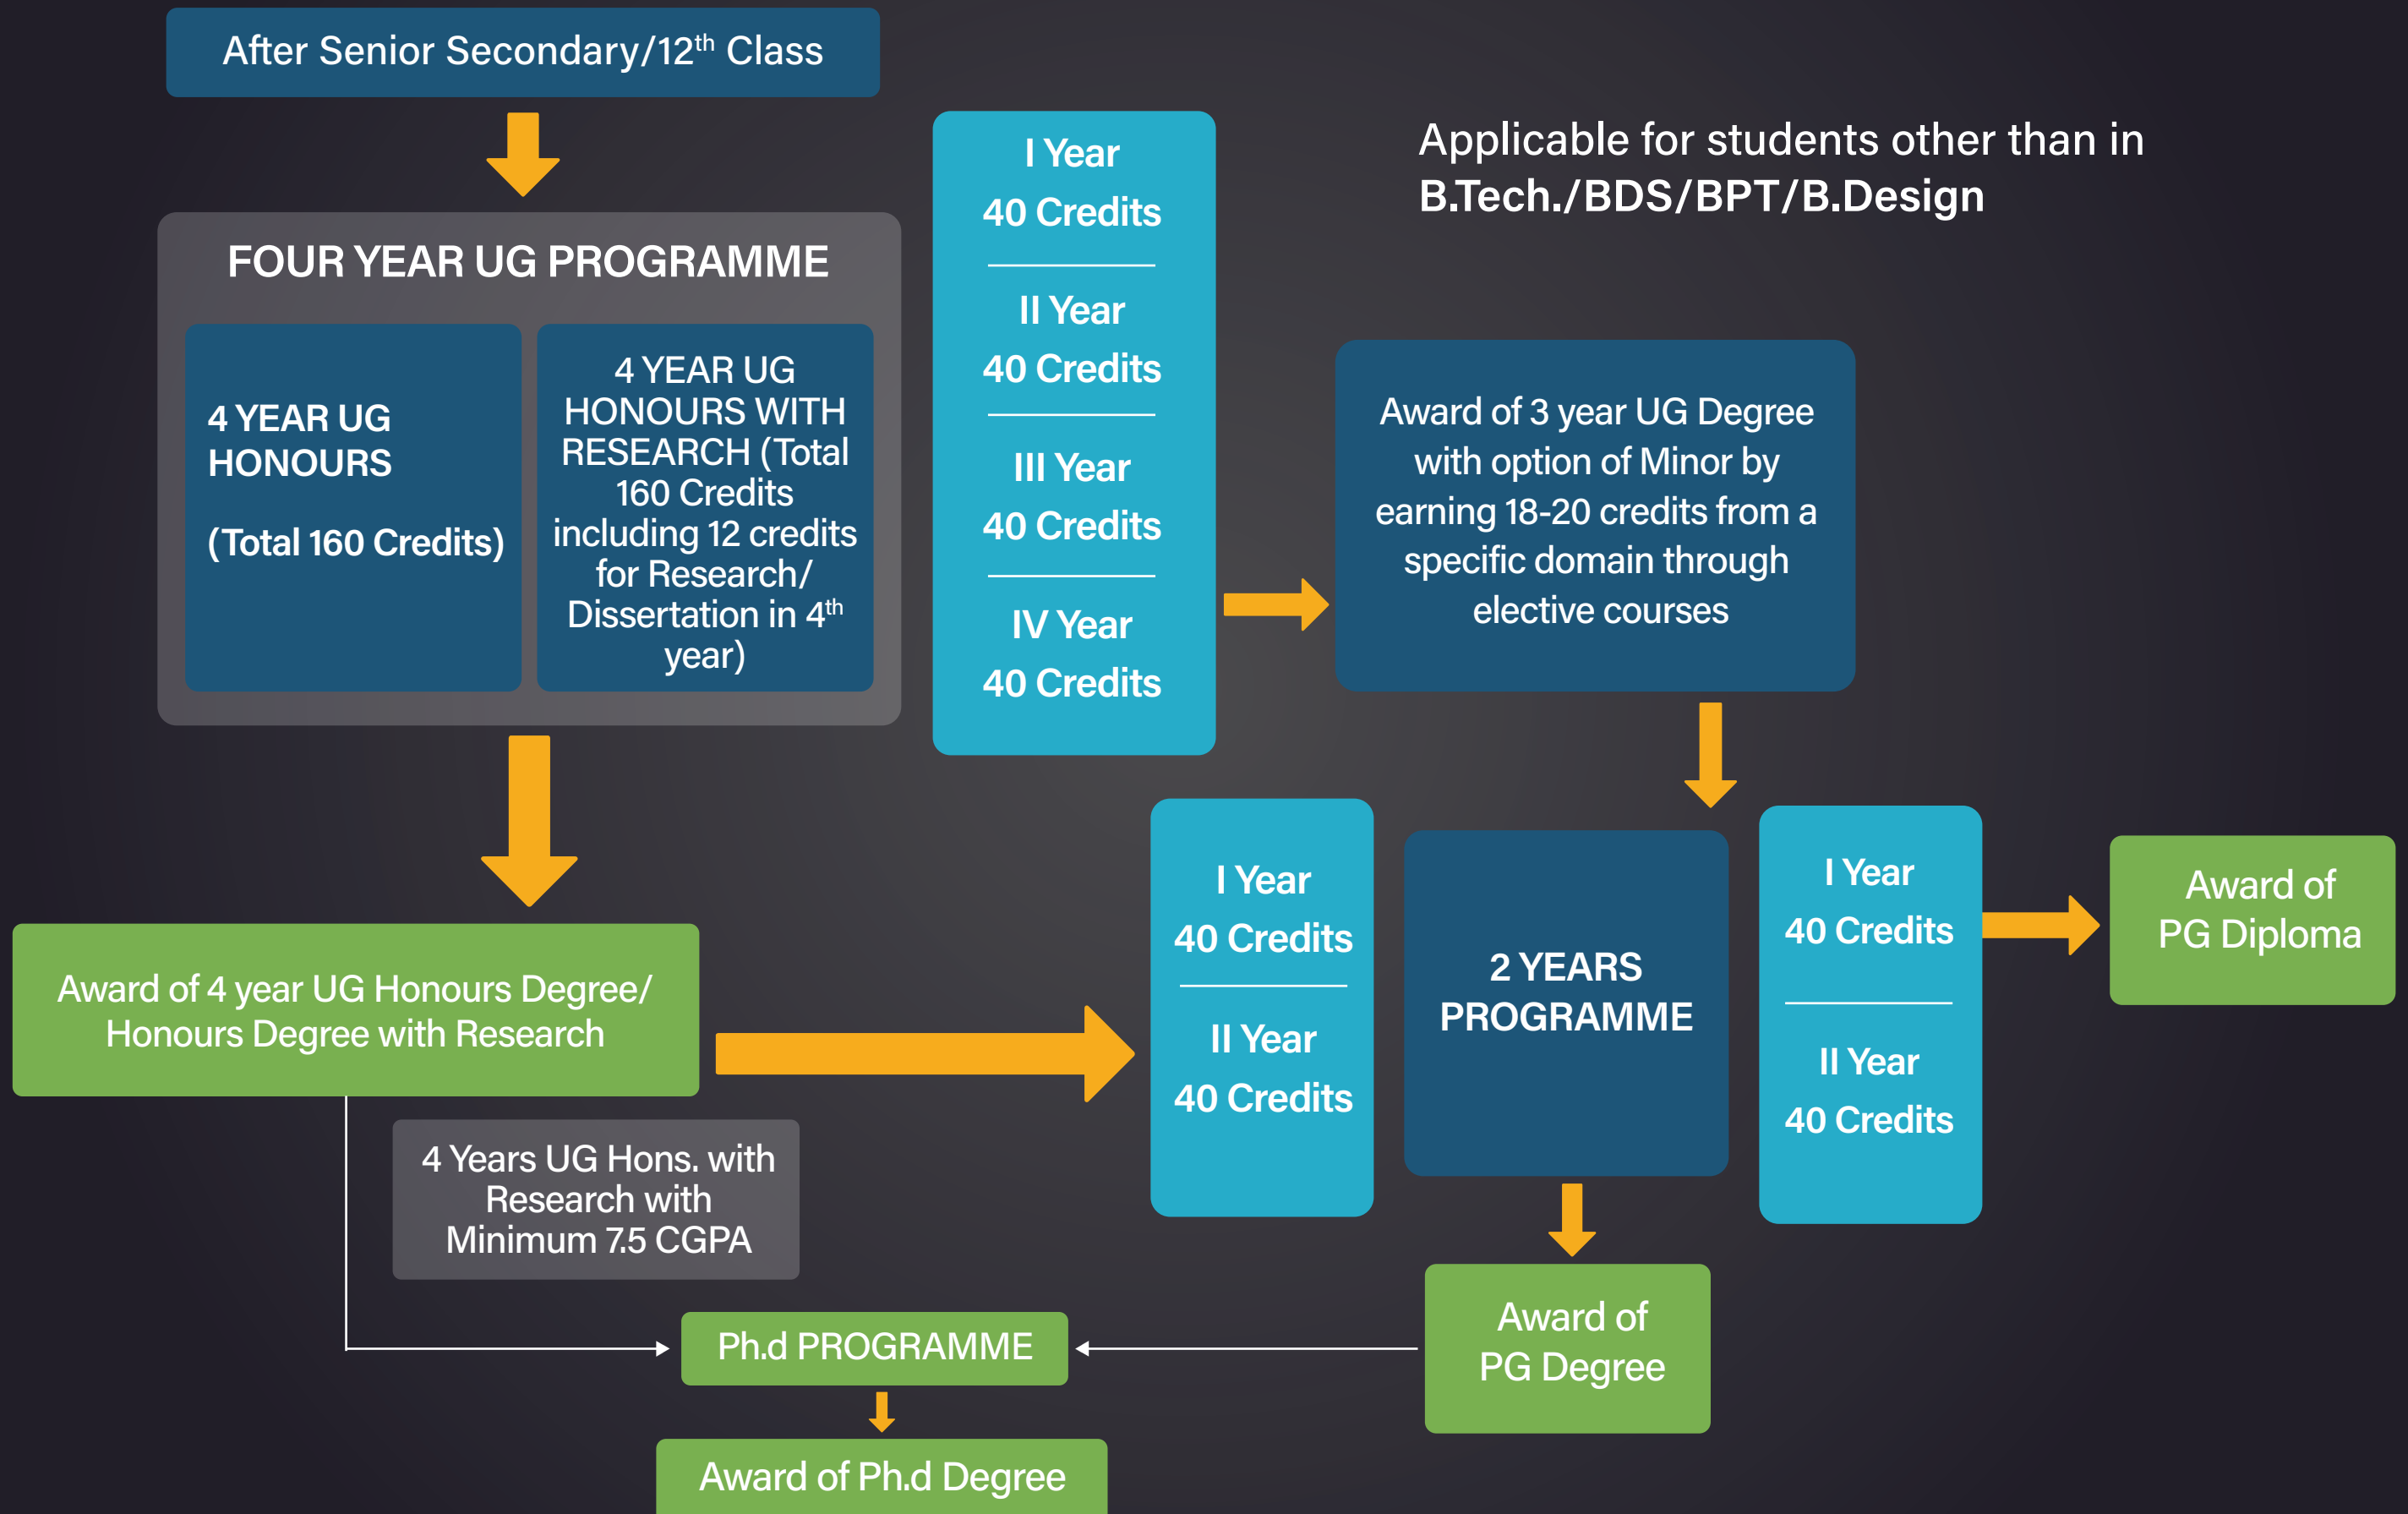 After Senior Secondary/12th Class
FOUR YEAR UG PROGRAMME
4 YEAR UG
HONOURS
(Total 160 Credits)
4 YEAR UG
HONOURS WITH
RESEARCH (Total
160 Credits
including 12 credits
for Research/
Dissertation in 4th
year)
I Year
40 Credits
II Year
40 Credits
III Year
40 Credits
IV Year
40 Credits
Applicable for students other than in
B.Tech./BDS/BPT/B.Design
Award of 3 year UG Degree
with option of Minor by
earning 18-20 credits from a
specific domain through
elective courses
Award of 4 year UG Honours Degree/
Honours Degree with Research
I Year
40 Credits
II Year
40 Credits
2 YEARS
PROGRAMME
I Year
40 Credits
II Year
40 Credits
Award of
PG Diploma
4 Years UG Hons. with
Research with
Minimum 7.5 CGPA
Ph.d PROGRAMME
Award of
PG Degree
Award of Ph.d Degree